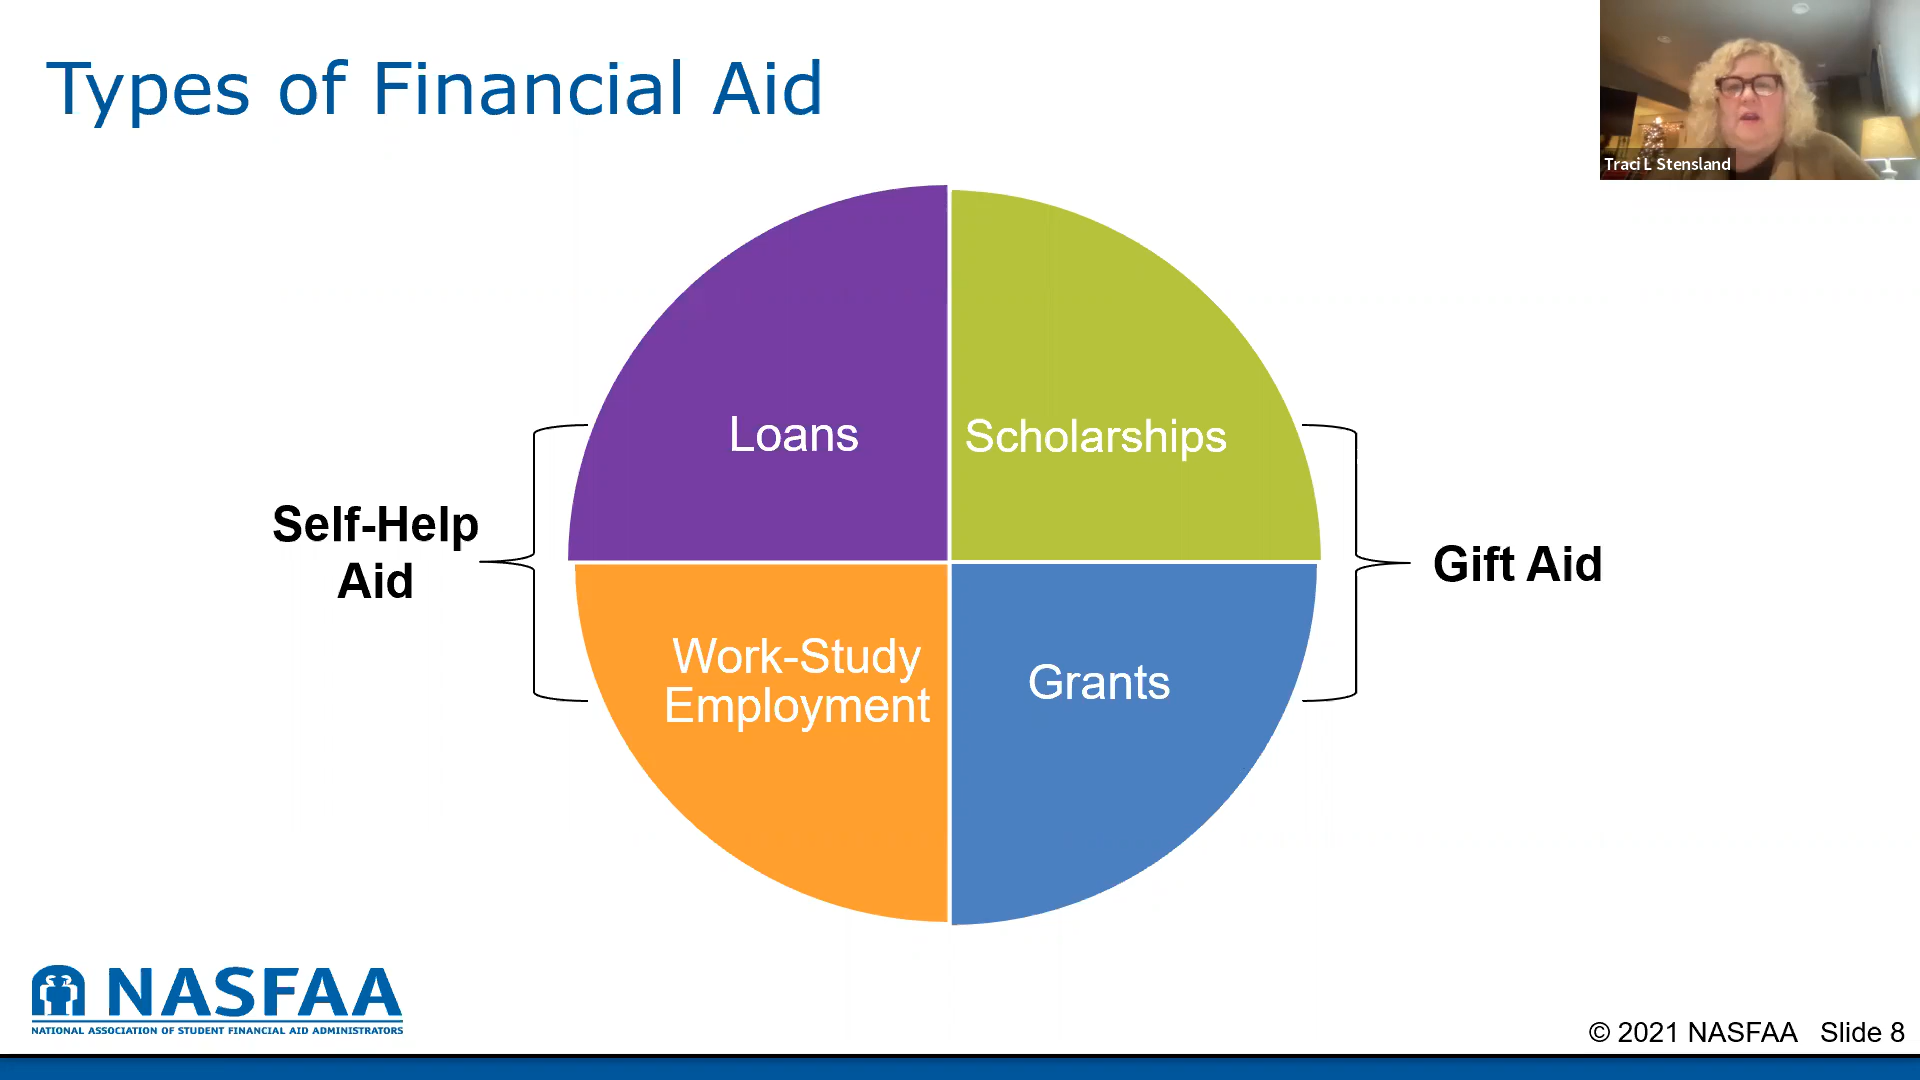 Types of Financial Aid
Traci L Stensland
Loans
Scholarships
Self-Help
Aid
Gift Aid
Work-Study
Employment
Grants
NASFAA
NATIONAL ASSOCIATION OF STUDENT FINANCIAL AID ADMINISTRATORS
© 2021 NASFAA Slide 8